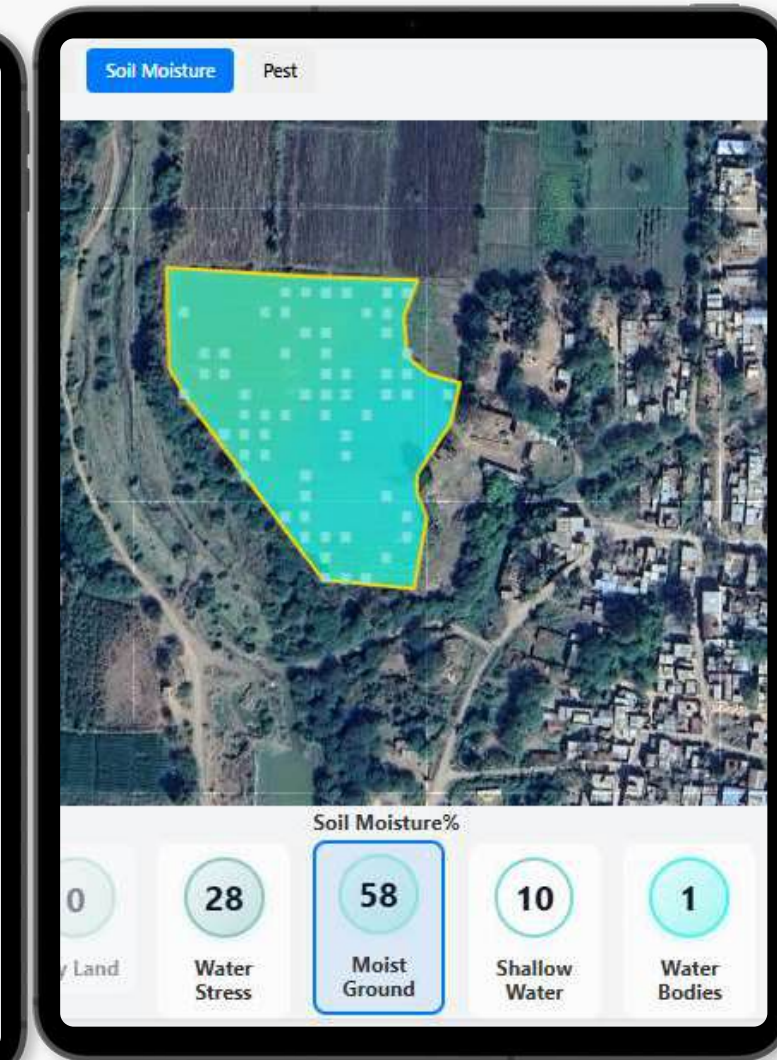 Soil Moisture
Pest
Soil Moisture%
0
28
58
10
1
Land
Water
Stress
Moist
Ground
Shallow
Water
Water
Bodies